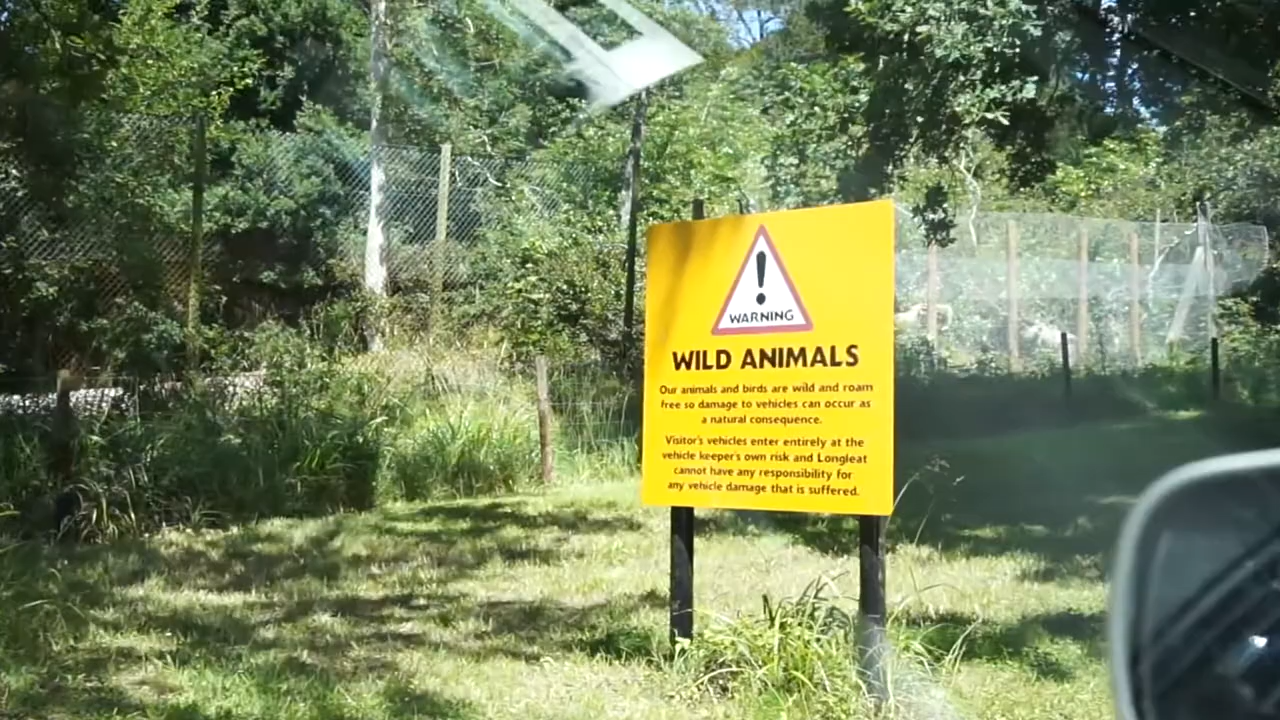 !
WARNING
WILD ANIMALS
Our animals and birds are wild and roam
free so damage to vehicles can occur as
a natural consequence.
Visitor's vehicles enter entirely at the
vehicle keeper's own risk and Longleat
cannot have any responsibility for
any vehicle damage that is suffered.